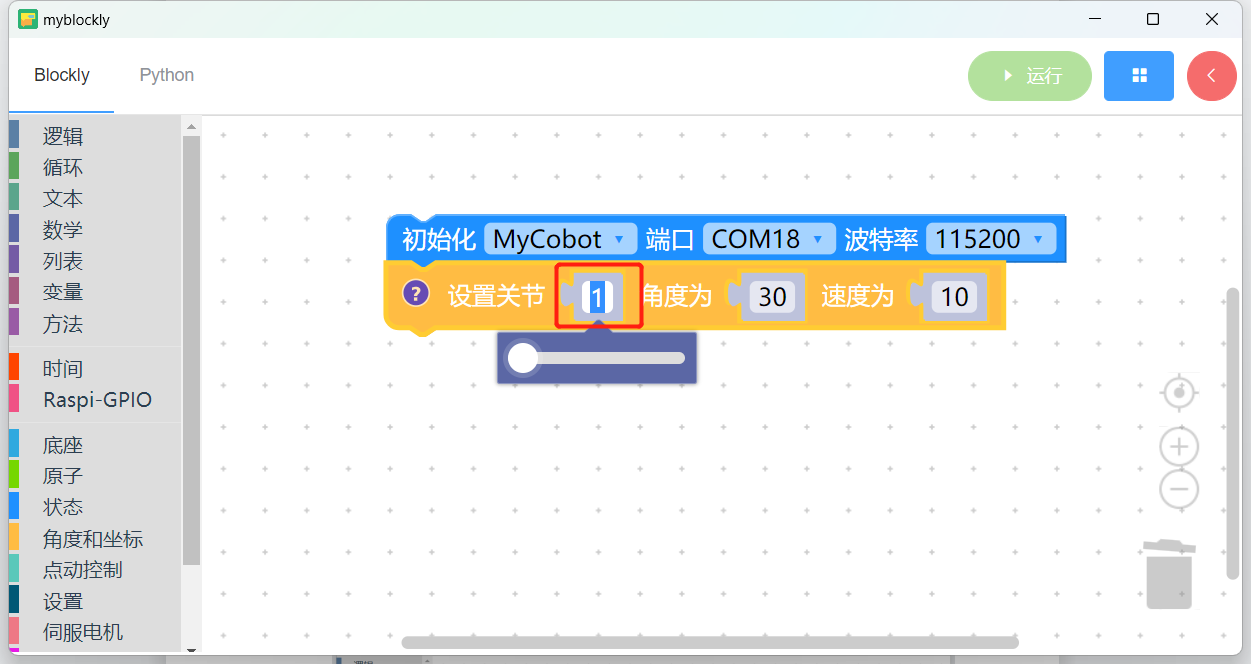 myblockly
Blockly Python 运行
逻辑
循环
文本
数学
列表
变量
方法
时间
Raspi-GPIO
底座
原子
状态
角度和坐标
点动控制
设置
伺服电机
初始化 MyCobot 端口 COM18 波特率 115200
? 设置关节 1 角度为 30 速度为 10